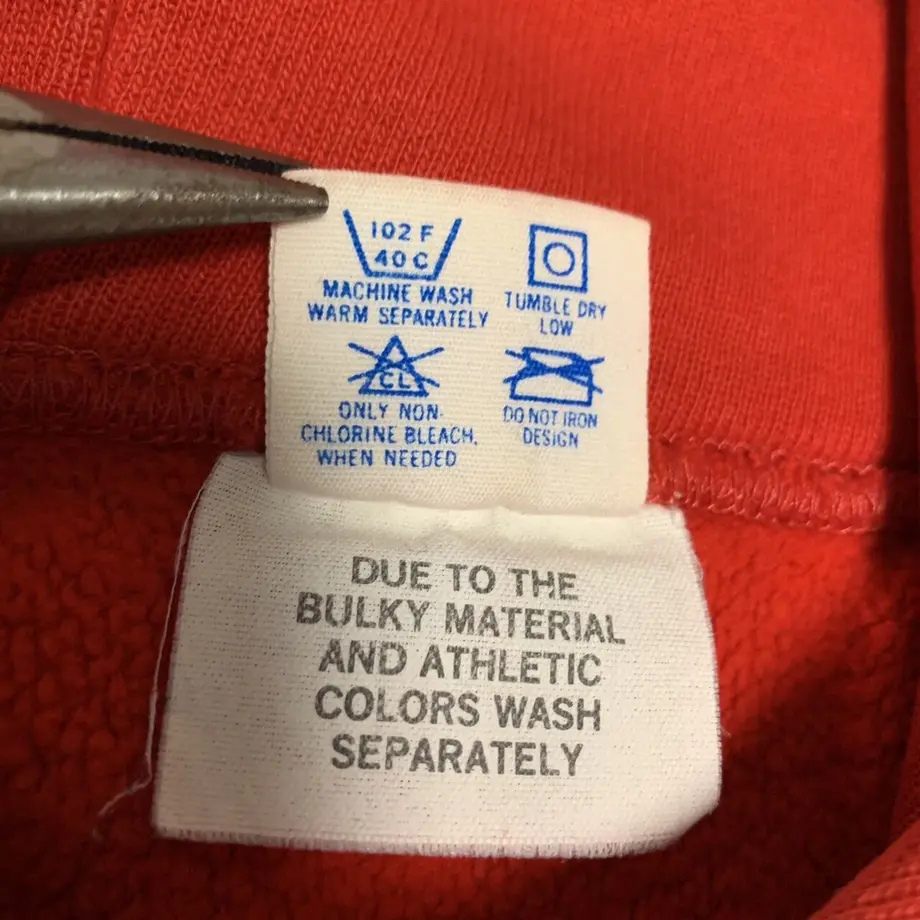 102 F
40 C
MACHINE WASH
WARM SEPARATELY
TUMBLE DRY
LOW
CL
ONLY NON-
CHLORINE BLEACH,
WHEN NEEDED
DO NOT IRON
DESIGN
DUE TO THE
BULKY MATERIAL
AND ATHLETIC
COLORS WASH
SEPARATELY